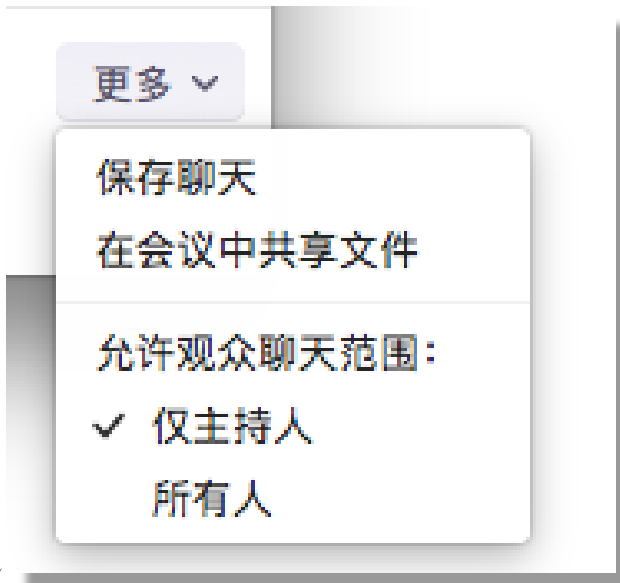 更多
保存聊天
在会议中共享文件
允许观众聊天范围：
仅主持人
所有人